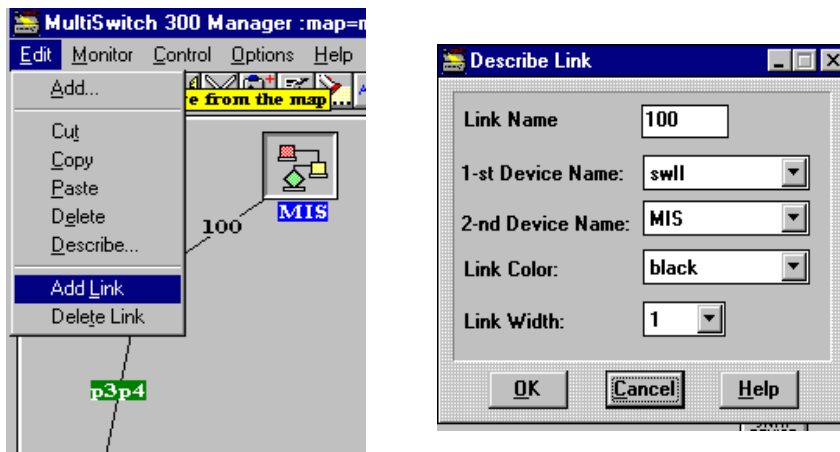 MultiSwitch 300 Manager :map=m
Edit Monitor Control Options Help
Add...
e from the map...
Cut
Copy
Paste
Delete
Describe...
Add Link
Delete Link
100
MIS
p3p4
Describe Link
Link Name 100
1-st Device Name: swll
2-nd Device Name: MIS
Link Color: black
Link Width: 1
OK Cancel Help